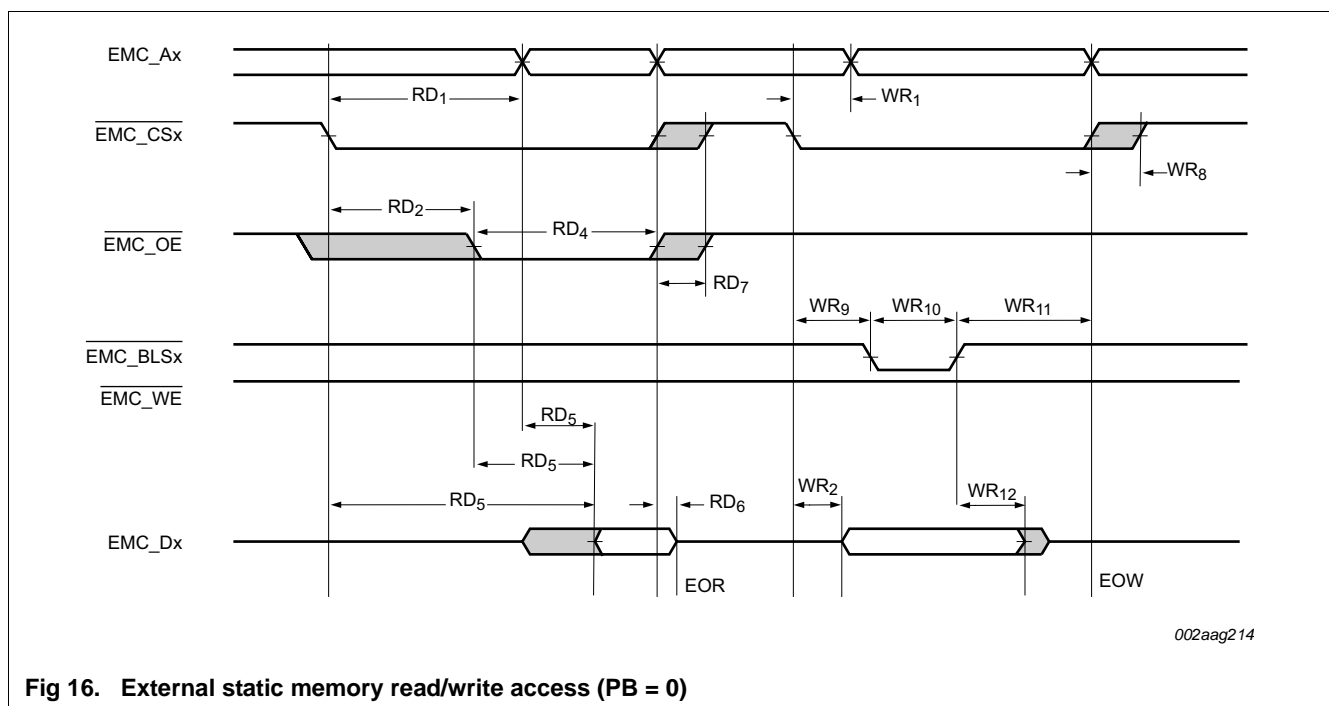 EMC_Ax
RD1
WR1
EMC_CSx
WR8
RD2
RD4
EMC_OE
RD7
WR9
WR10
WR11
EMC_BLSx
EMC_WE
RD5
RD5
RD5
RD6
WR2
WR12
EMC_Dx
EOR
EOW
002aag214
Fig 16. External static memory read/write access (PB = 0)